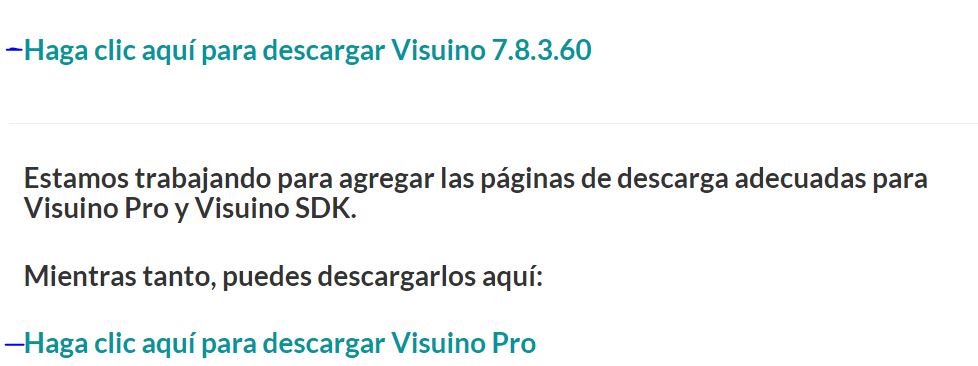 Haga clic aquí para descargar Visuino 7.8.3.60
Estamos trabajando para agregar las páginas de descarga adecuadas para
Visuino Pro y Visuino SDK.
Mientras tanto, puedes descargarlos aquí:
Haga clic aquí para descargar Visuino Pro